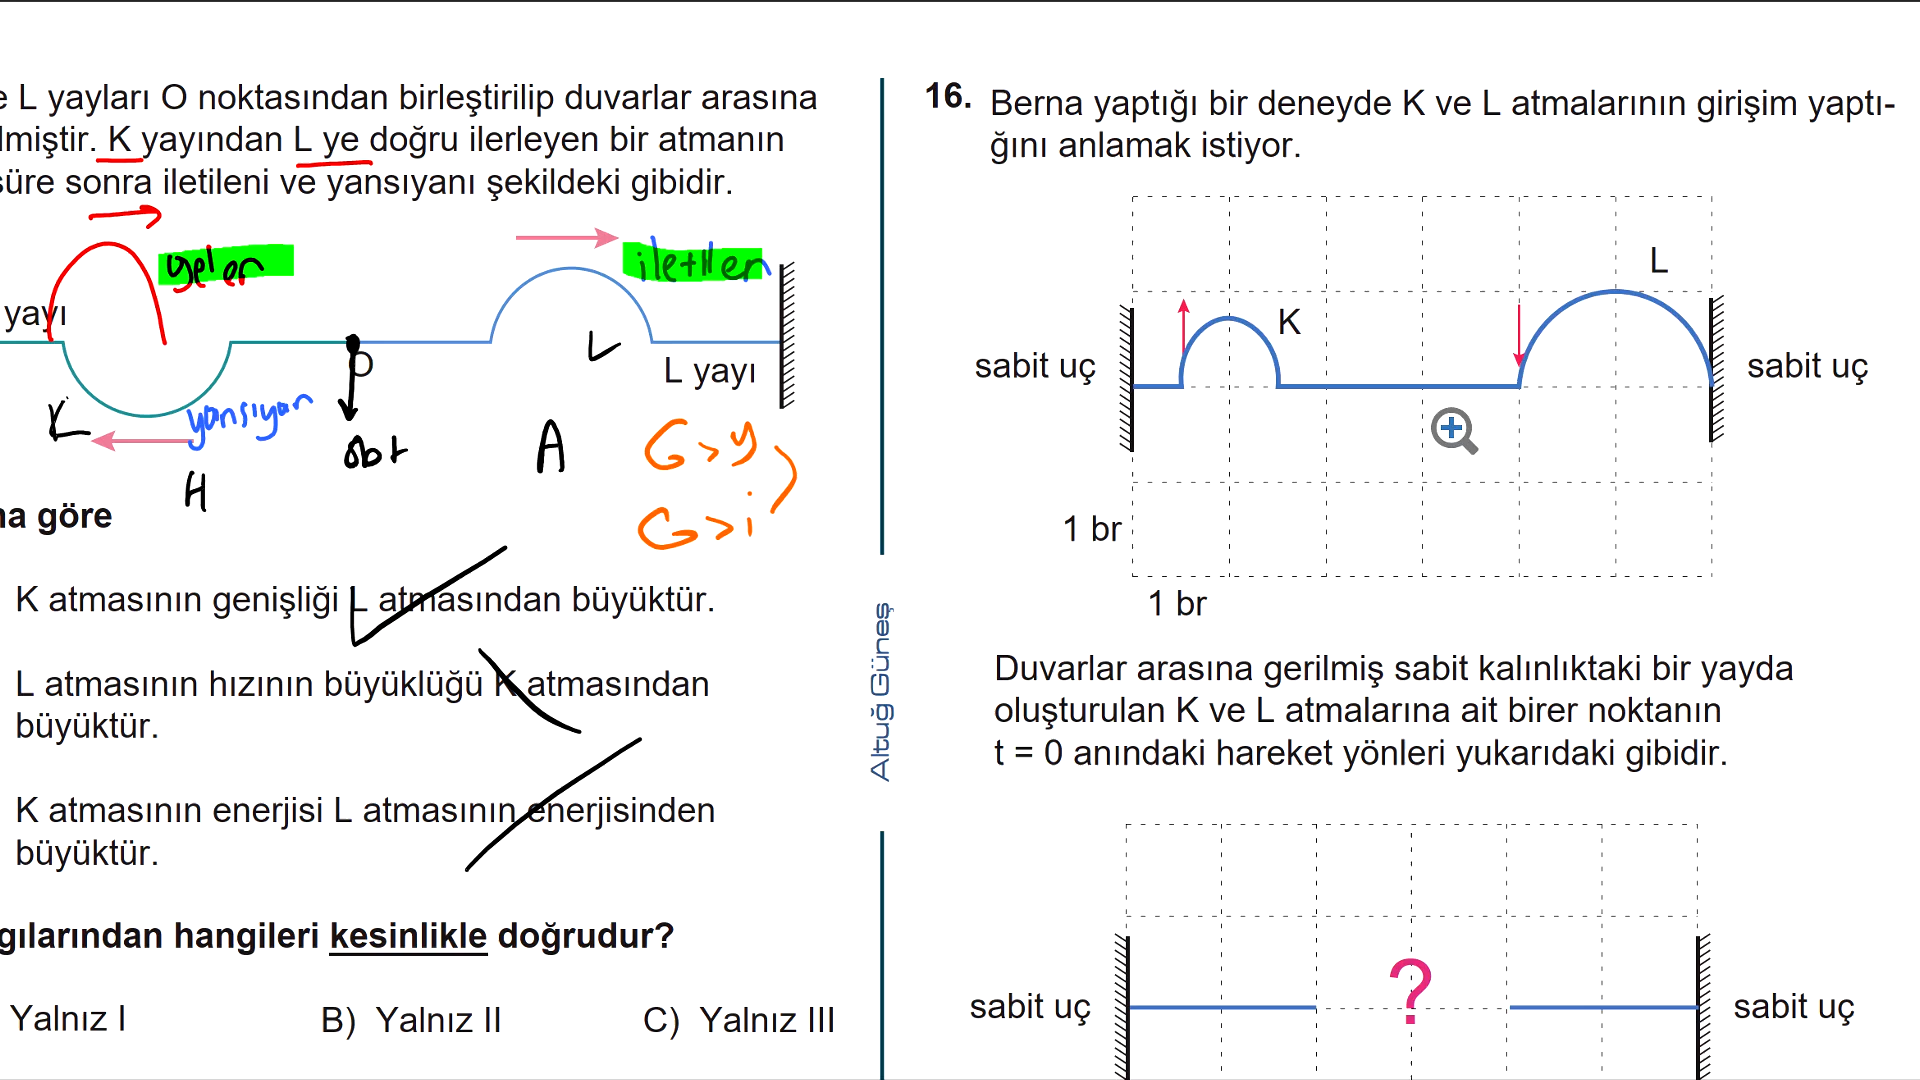 e L yayları O noktasından birleştirilip duvarlar arasına
lmiştir. K yayından L ye doğru ilerleyen bir atmanın
süre sonra iletileni ve yansıyanı şekildeki gibidir.
gelen
iletilen
yayı
O
L
L yayı
K
yansıyan
H
A
G > y
G > i
na göre
K atmasının genişliği L atmasından büyüktür.
L atmasının hızının büyüklüğü K atmasından
büyüktür.
K atmasının enerjisi L atmasının enerjisinden
büyüktür.
gılarından hangileri kesinlikle doğrudur?
Yalnız I
B) Yalnız II
C) Yalnız III
Altuğ Güneş
16. Berna yaptığı bir deneyde K ve L atmalarının girişim yaptı-
ğını anlamak istiyor.
L
K
sabit uç
sabit uç
1 br
1 br
Duvarlar arasına gerilmiş sabit kalınlıktaki bir yayda
oluşturulan K ve L atmalarına ait birer noktanın
t = 0 anındaki hareket yönleri yukarıdaki gibidir.
?
sabit uç
sabit uç